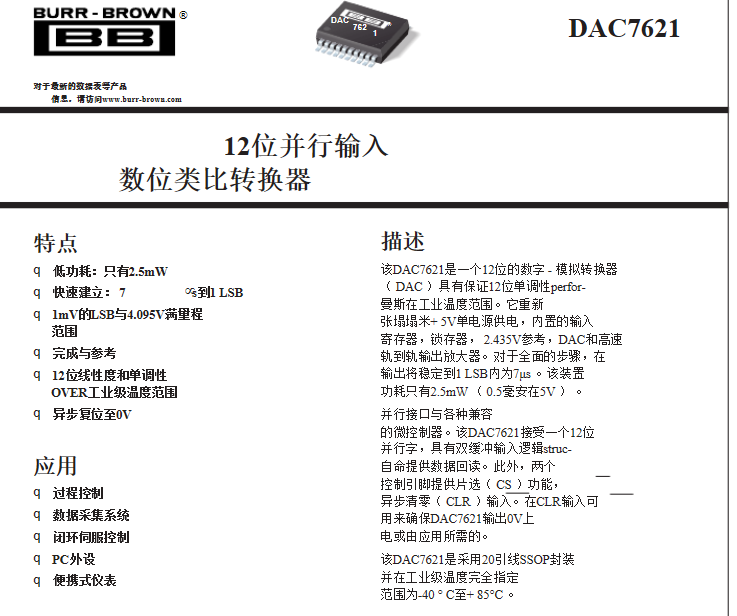 BURR - BROWN®
BB
DAC
762 1
DAC7621
对于最新的数据表等产品
信息，请访问www.burr-brown.com
12位并行输入
数位类比转换器
特点
q 低功耗：只有2.5mW
q 快速建立： 7 s到1 LSB
q 1mV的LSB与4.095V满量程
范围
q 完成与参考
q 12位线性度和单调性
OVER工业级温度范围
q 异步复位至0V
应用
q 过程控制
q 数据采集系统
q 闭环伺服控制
q PC外设
q 便携式仪表
描述
该DAC7621是一个12位的数字 - 模拟转换器
（ DAC ）具有保证12位单调性perfor-
曼斯在工业温度范围。它重新
张塌塌米+ 5V单电源供电，内置的输入
寄存器，锁存器， 2.435V参考，DAC和高速
轨到轨输出放大器。对于全面的步骤，在
输出将稳定到1 LSB内为7μs 。该装置
功耗只有2.5mW （ 0.5毫安在5V ） 。
并行接口与各种兼容
的微控制器。该DAC7621接受一个12位
并行字，具有双缓冲输入逻辑struc-
自命提供数据回读。此外，两个
控制引脚提供片选（ CS ）功能，
异步清零（ CLR ）输入。在CLR输入可
用来确保DAC7621输出0V上
电或由应用所需的。
该DAC7621是采用20引线SSOP封装
并在工业级温度完全指定
范围为-40 ° C至+ 85°C 。